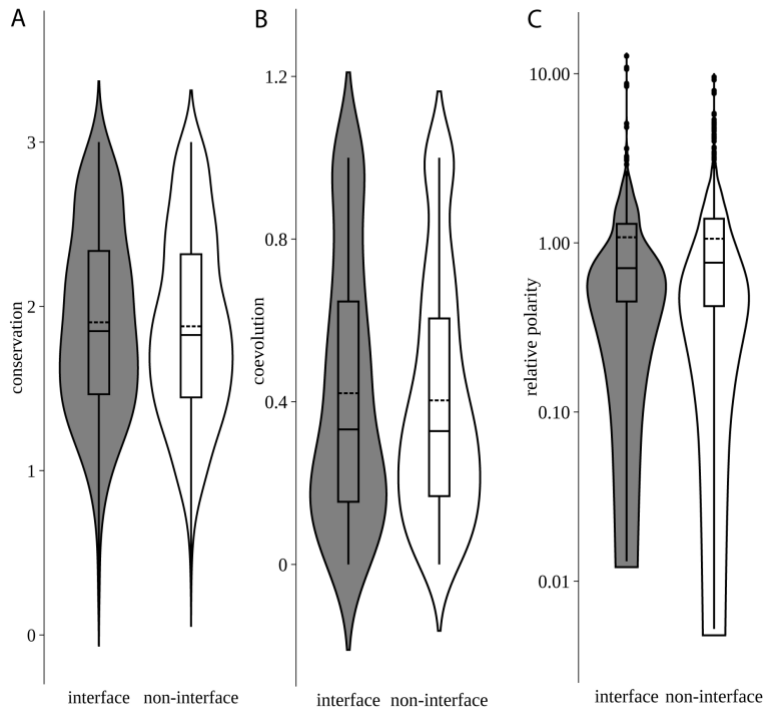 A
B
C
conservation
3
2
1
0
coevolution
1.2
0.8
0.4
0
relative polarity
10.00
1.00
0.10
0.01
interface non-interface
interface non-interface
interface non-interface